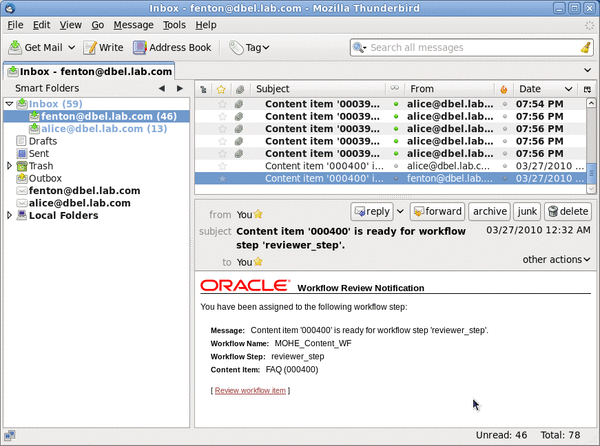 Inbox - fenton@dbel.lab.com - Mozilla Thunderbird
File Edit View Go Message Tools Help
Get Mail Write Address Book Tag Search all messages
Inbox - fenton@dbel.lab.com
Smart Folders
Inbox (59)
fenton@dbel.lab.com (46)
alice@dbel.lab.com (13)
Drafts
Sent
Trash
Outbox
fenton@dbel.lab.com
alice@dbel.lab.com
Local Folders
Subject From Date
Content item '00039... alice@dbel.lab... 07:54 PM
Content item '00039... alice@dbel.lab... 07:56 PM
Content item '00039... alice@dbel.lab... 07:56 PM
Content item '00039... alice@dbel.lab... 07:56 PM
Content item '00039... alice@dbel.lab... 07:56 PM
Content item '000400' i... alice@dbel.lab.c... 03/27/2010 ...
Content item '000400' i... fenton@dbel.lab.... 03/27/2010 ...
from You reply forward archive junk delete
subject Content item '000400' is ready for workflow step 'reviewer_step'. 03/27/2010 12:32 AM
to You other actions
ORACLE Workflow Review Notification
You have been assigned to the following workflow step:
Message: Content item '000400' is ready for workflow step 'reviewer_step'.
Workflow Name: MOHE_Content_WF
Workflow Step: reviewer_step
Content Item: FAQ (000400)
[ Review workflow item ]
Unread: 46 Total: 78